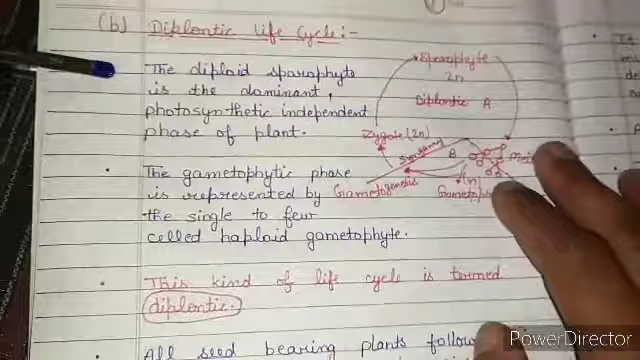 (b) Diplontic Life Cycle:-
The diploid sporophyte
is the dominant,
photosynthetic independent
phase of plant.
Sporophyte
2n
Diplontic A
Zygote (2n)
Syngamy
B
(n)
Gametogenesis
The gametophytic phase
is represented by
the single to few
celled haploid gametophyte.
This kind of life cycle is termed
diplontic.
All seed bearing plants follow
It
PowerDirector